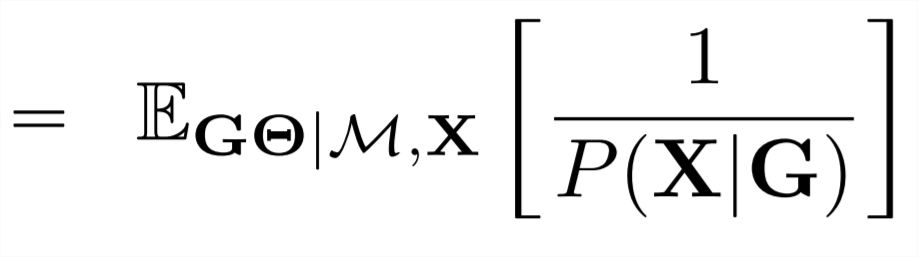 = 𝔼_{𝐆𝚯|ℳ,𝐗} [ 1 / P(𝐗|𝐆) ]